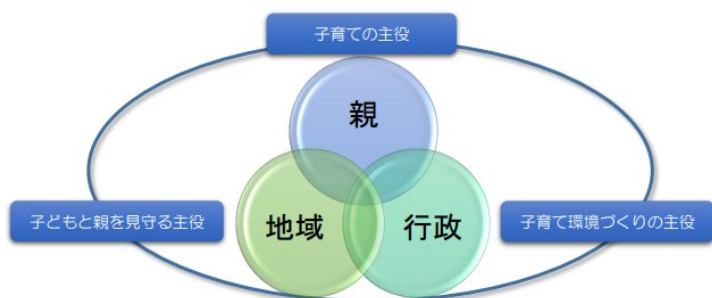 子育ての主役
親
地域
行政
子どもと親を見守る主役
子育て環境づくりの主役